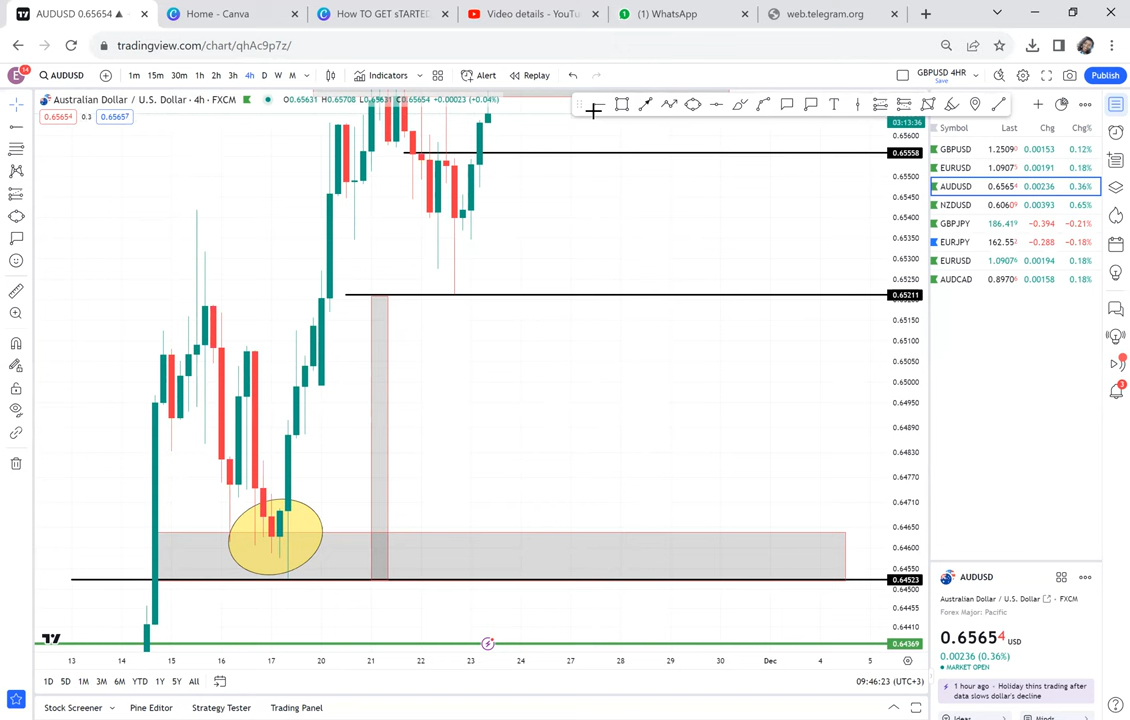 AUDUSD 0.65654 ▲
Home - Canva
How TO GET sTARTED
Video details - YouTu
(1) WhatsApp
web.telegram.org
tradingview.com/chart/qhAc9p7z/
E
14
AUDUSD
1m 15m 30m 1h 2h 3h 4h D W M
Indicators
Alert
Replay
GBPUSD 4HR
Save
Publish
Australian Dollar / U.S. Dollar · 4h · FXCM
O0.65631 H0.65708 L0.65631 C0.65654 +0.00023 (+0.04%)
0.65654 0.3 0.65657
03:13:36
0.65600
0.65558
0.65500
0.65450
0.65400
0.65350
0.65300
0.65250
0.65211
0.65150
0.65100
0.65050
0.65000
0.64950
0.64890
0.64830
0.64770
0.64710
0.64650
0.64600
0.64550
0.64523
0.64500
0.64455
0.64410
0.64369
13 14 15 16 17 20 21 22 23 24 27 28 29 30 Dec 4 5
1D 5D 1M 3M 6M YTD 1Y 5Y All
09:46:23 (UTC+3)
Stock Screener
Pine Editor
Strategy Tester
Trading Panel
Symbol Last Chg Chg%
GBPUSD 1.2509 0.00153 0.12%
EURUSD 1.0907 0.00191 0.18%
AUDUSD 0.65654 0.00236 0.36%
NZDUSD 0.6060 0.00393 0.65%
GBPJPY 186.419 −0.394 −0.21%
EURJPY 162.552 −0.288 −0.18%
EURUSD 1.09076 0.00194 0.18%
AUDCAD 0.8970 0.00158 0.18%
AUDUSD
Australian Dollar / U.S. Dollar · FXCM
Forex Major: Pacific
0.65654 USD
0.00236 (0.36%)
MARKET OPEN
1 hour ago · Holiday thins trading after
data slows dollar's decline
3